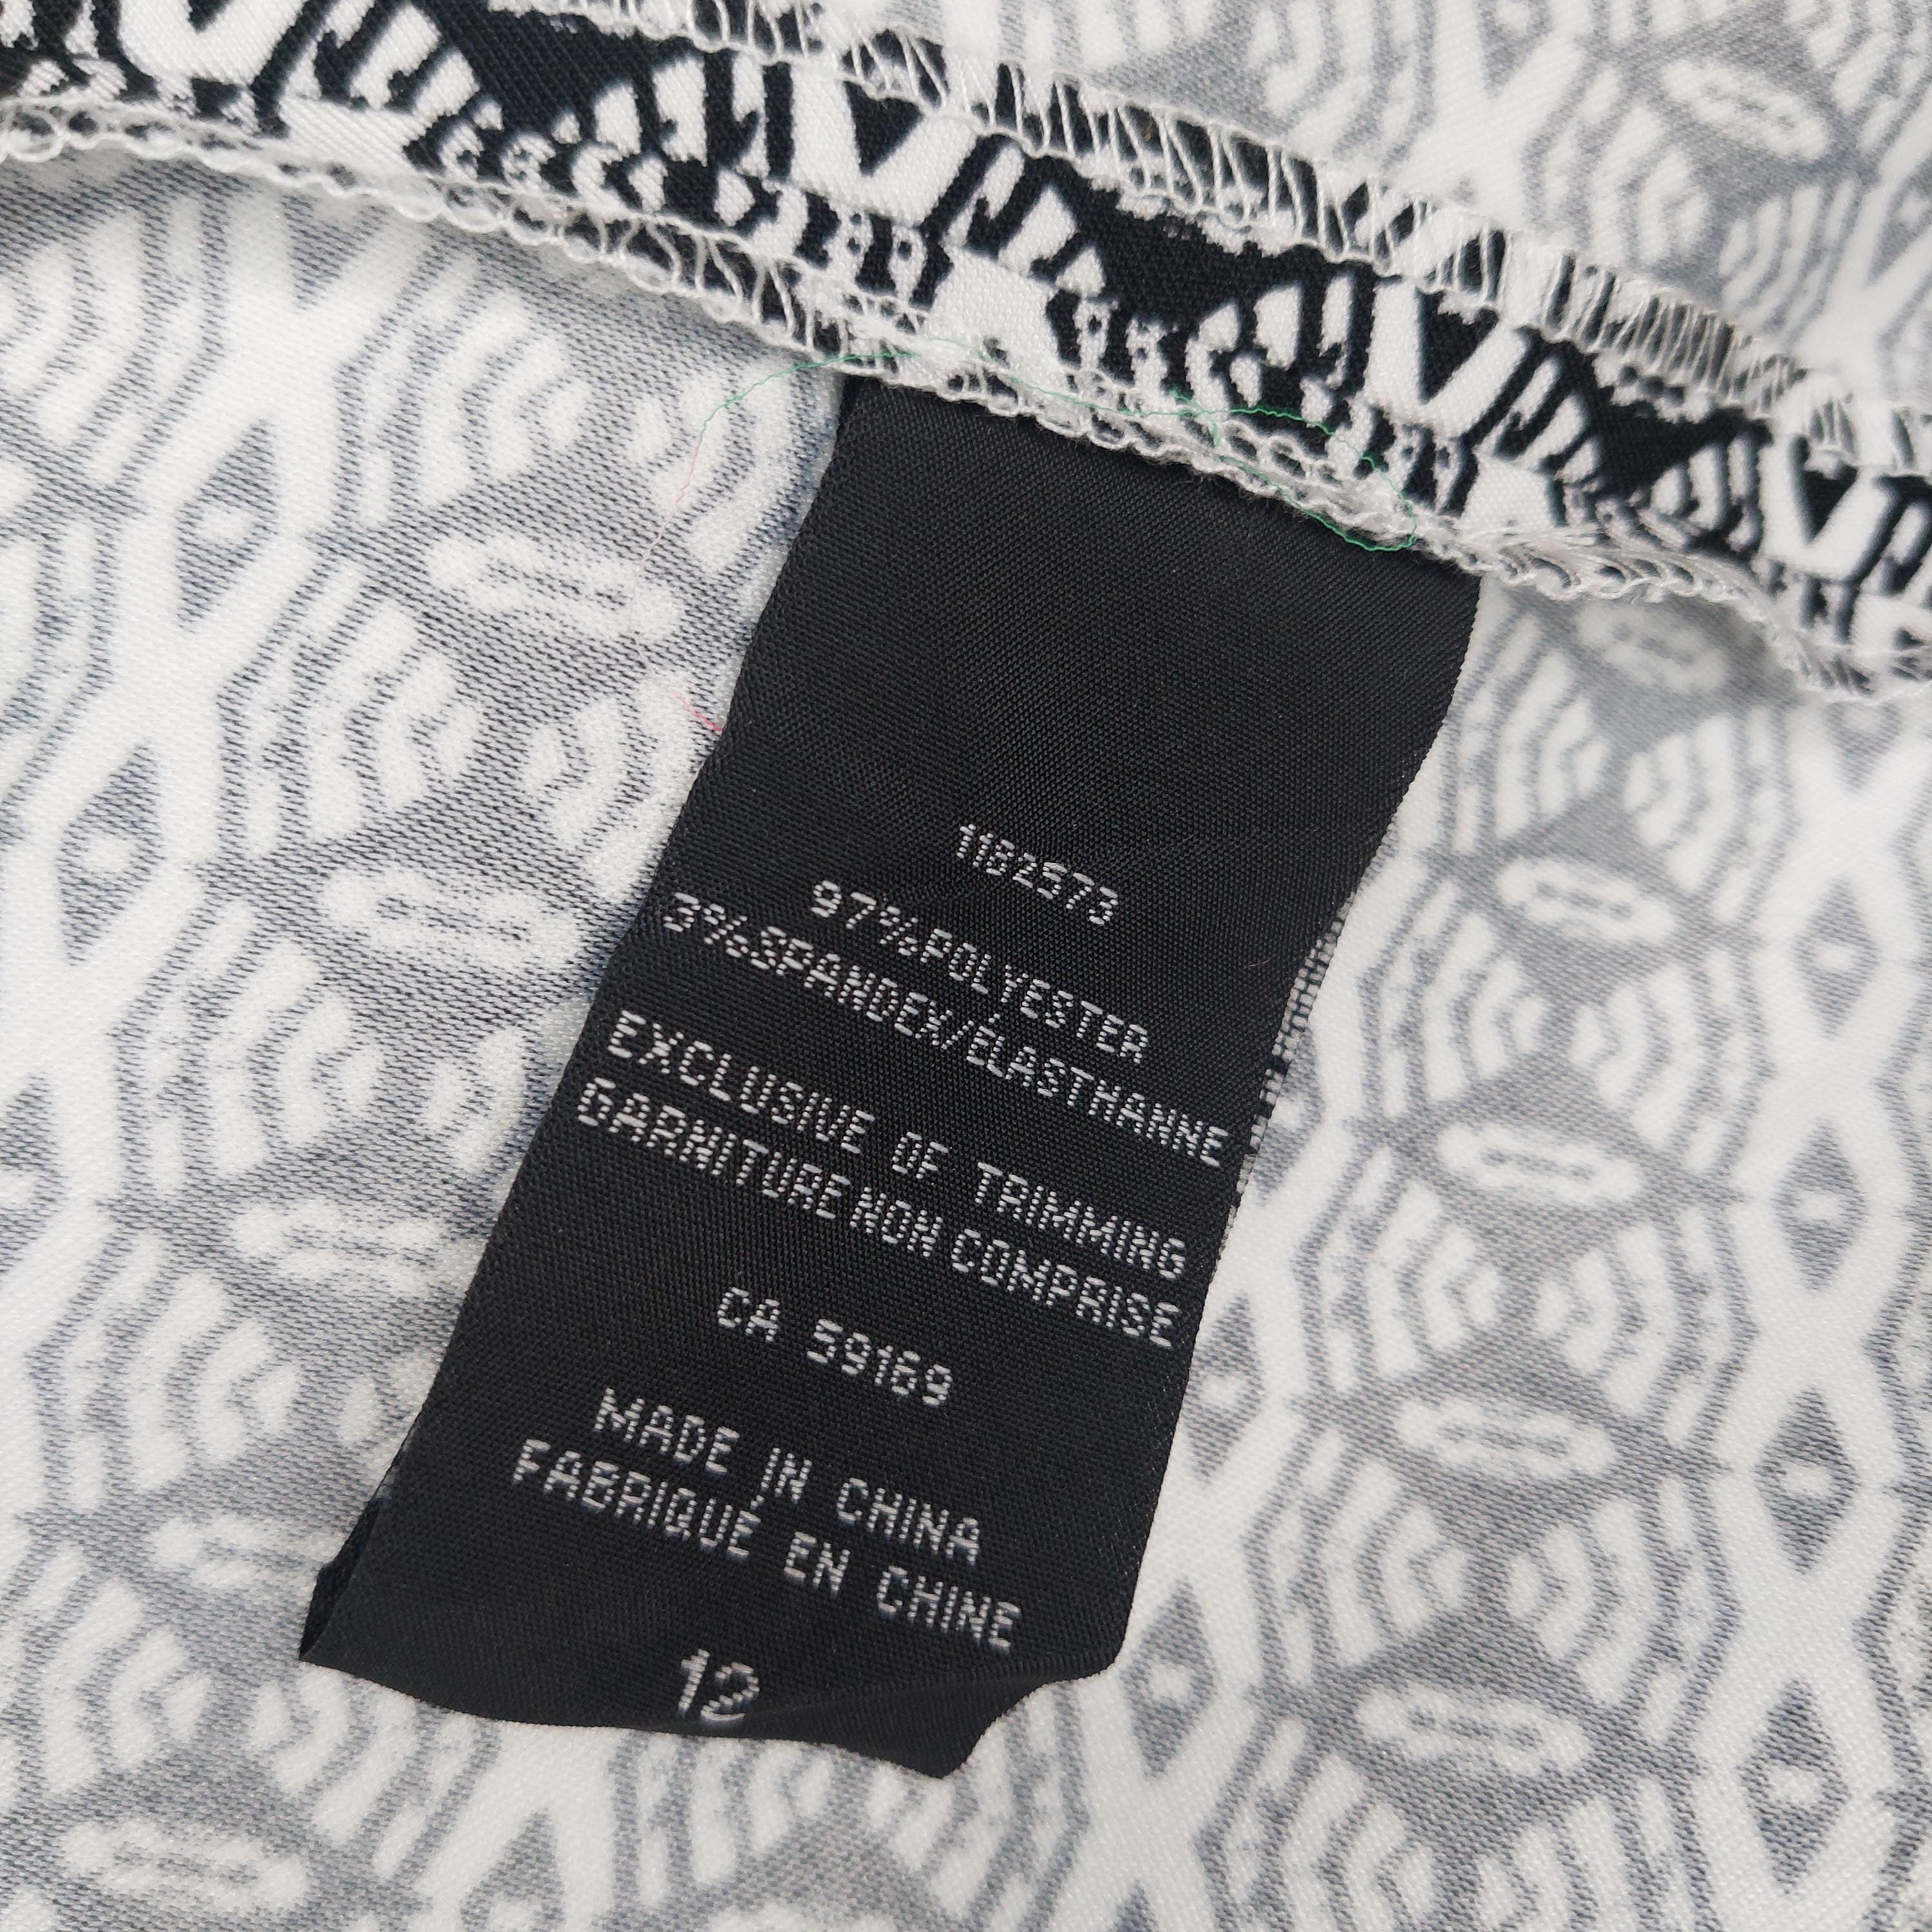 1182573
97%POLYESTER
3%SPANDEX/ÉLASTHANNE
EXCLUSIVE OF TRIMMING
GARNITURE NON COMPRISE
CA 59169
MADE IN CHINA
FABRIQUÉ EN CHINE
12